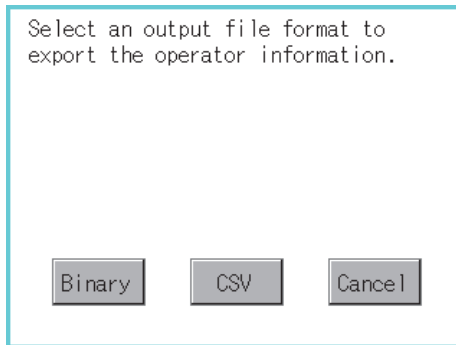 Select an output file format to
export the operator information.
Binary CSV Cancel